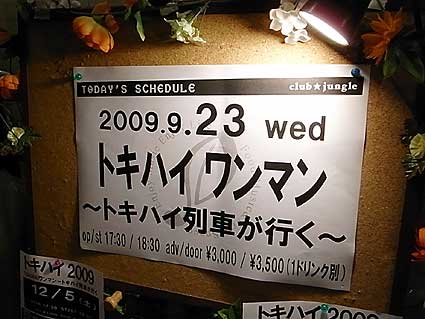 TODAY'S SCHEDULE
club★jungle
2009.9.23 wed
トキハイワンマン
～トキハイ列車が行く～
op/st 17:30 / 18:30 adv/door ¥3,000 / ¥3,500(1ドリンク別)
トキハイ 2009
12/5(土)
トキハイ 2009